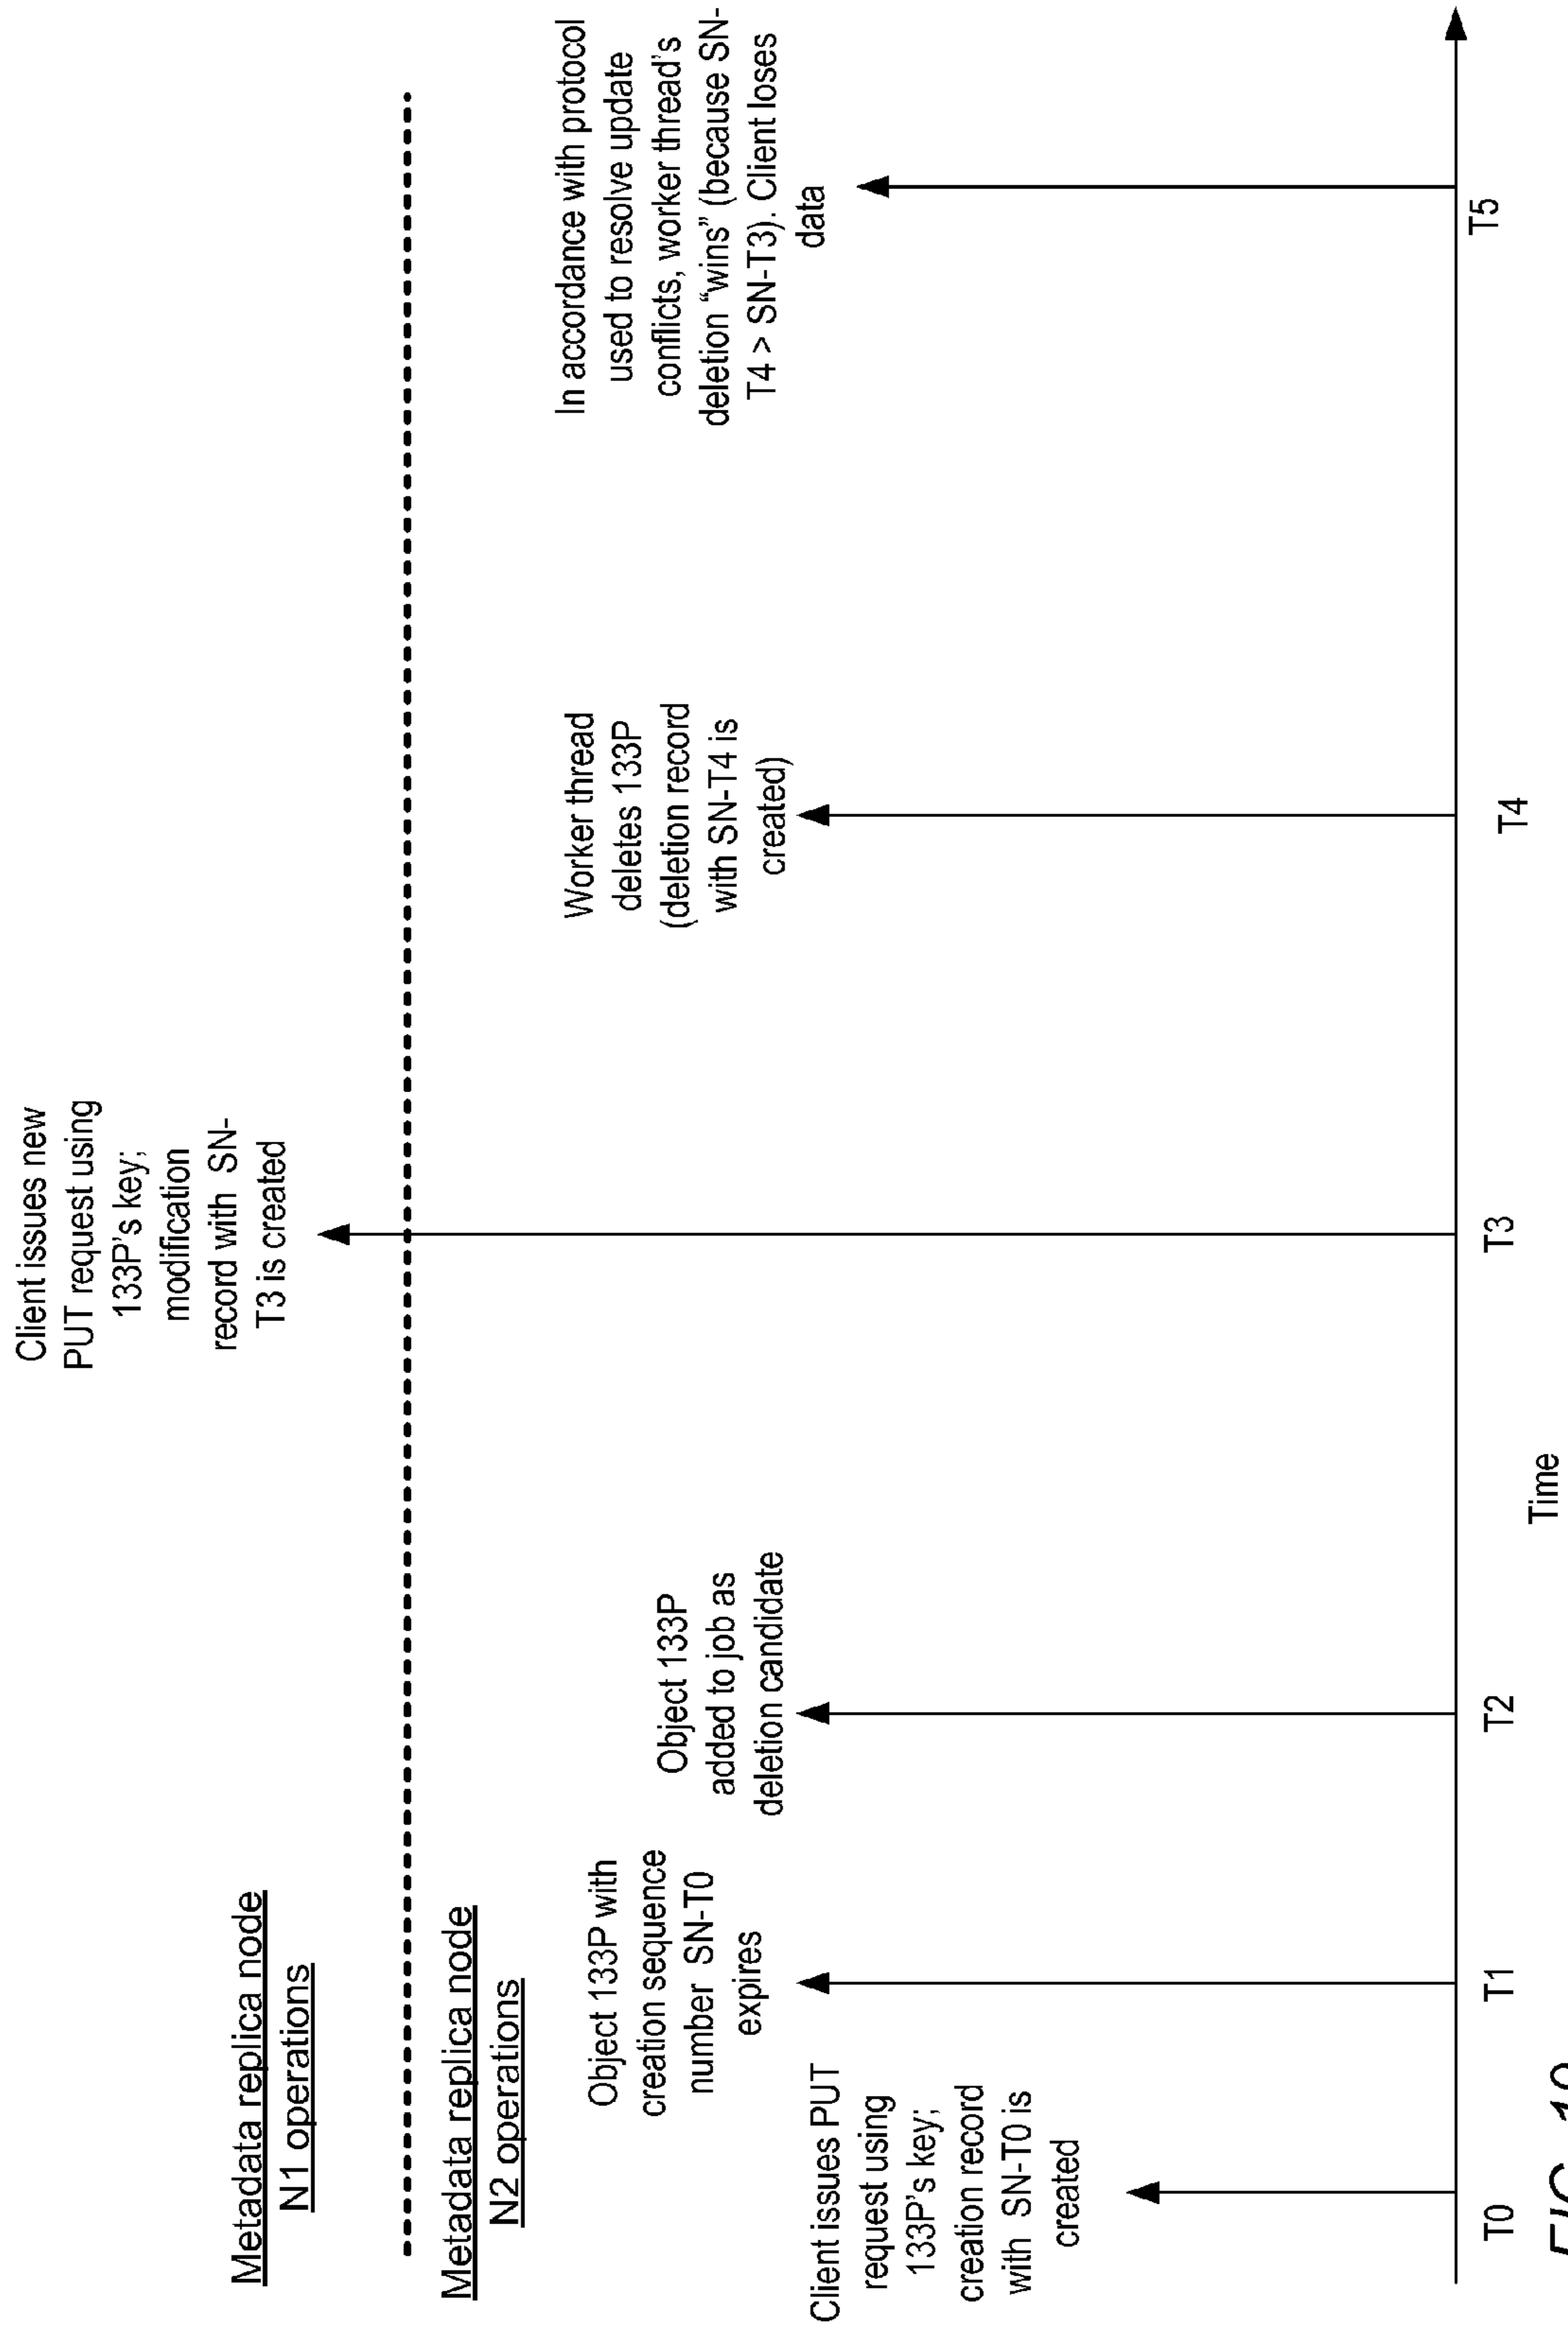 Metadata replica node
N1 operations
Client issues new
PUT request using
133P's key;
modification
record with SN-
T3 is created
Metadata replica node
N2 operations
Client issues PUT
request using
133P's key;
creation record
with SN-T0 is
created
Object 133P with
creation sequence
number SN-T0
expires
Object 133P
added to job as
deletion candidate
Worker thread
deletes 133P
(deletion record
with SN-T4 is
created)
In accordance with protocol
used to resolve update
conflicts, worker thread's
deletion “wins” (because SN-
T4 > SN-T3). Client loses
data
T0
T1
T2
T3
T4
T5
Time